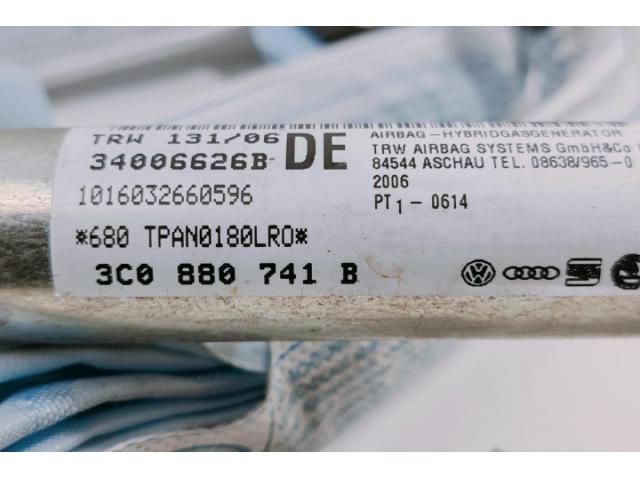 TRW 131/06
34006626B DE
1016032660596
*680 TPAN0180LRO*
3C0 880 741 B
AIRBAG-HYBRIDGASGENERATOR
TRW AIRBAG SYSTEMS GmbH&Co
84544 ASCHAU TEL. 08638/965-0
2006
PT1-0614